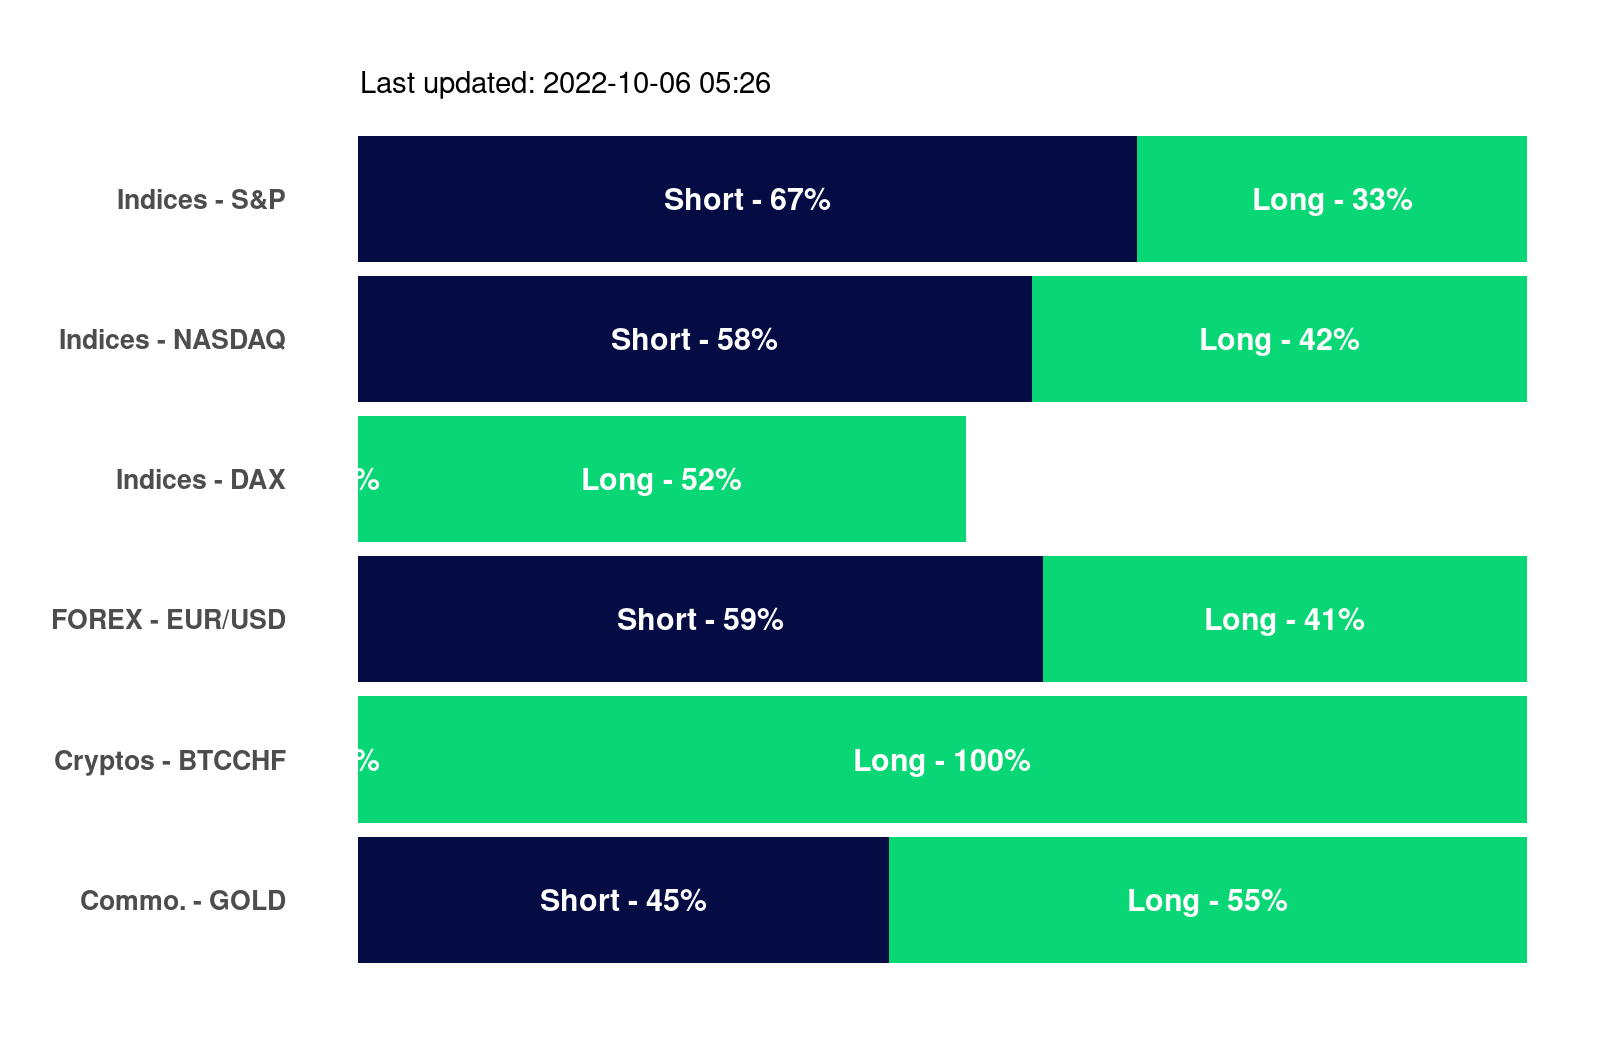 Last updated: 2022-10-06 05:26
Indices - S&P Short - 67% Long - 33%
Indices - NASDAQ Short - 58% Long - 42%
Indices - DAX % Long - 52%
FOREX - EUR/USD Short - 59% Long - 41%
Cryptos - BTCCHF % Long - 100%
Commo. - GOLD Short - 45% Long - 55%